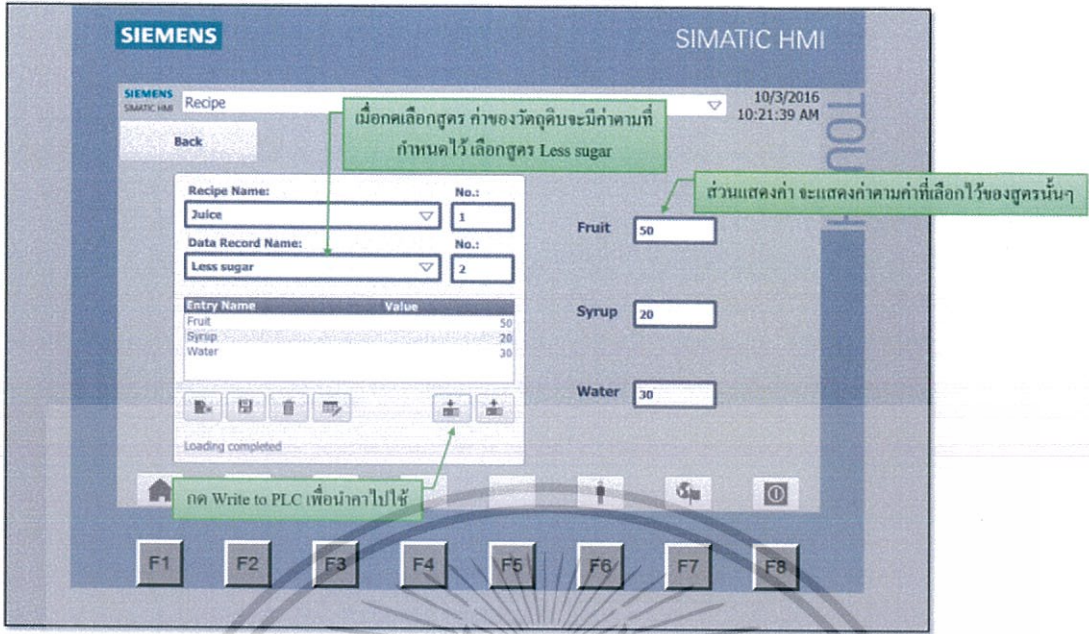 SIEMENS
SIMATIC HMI
SIEMENS
SIMATIC HMI
Recipe
10/3/2016
10:21:39 AM
TOUCH
เมื่อกดเลือกสูตร ค่าของวัตถุดิบจะมีค่าตามที่
กำหนดไว้ เลือกสูตร Less sugar
Back
ส่วนแสดงค่า จะแสดงค่าตามค่าที่เลือกไว้ของสูตรนั้นๆ
Recipe Name:
No.:
Juice
1
Data Record Name:
No.:
Less sugar
2
Fruit
50
Entry Name
Value
Fruit
50
Syrup
20
Water
30
Syrup
20
Water
30
Loading completed
กด Write to PLC เพื่อนำคาไปใช้
F1
F2
F3
F4
F5
F6
F7
F8